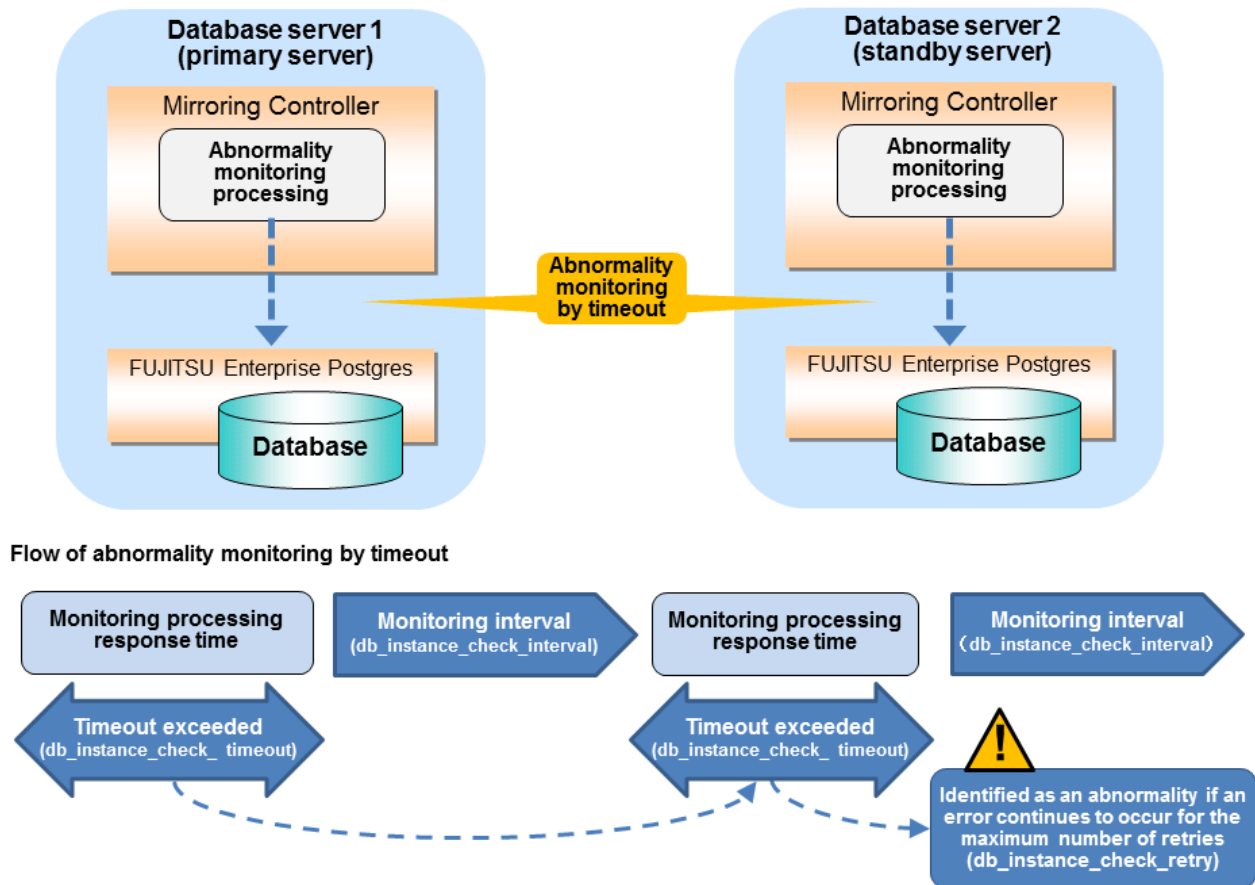 Database server 1
(primary server)
Mirroring Controller
Abnormality
monitoring
processing
FUJITSU Enterprise Postgres
Database
Abnormality
monitoring
by timeout
Database server 2
(standby server)
Mirroring Controller
Abnormality
monitoring
processing
FUJITSU Enterprise Postgres
Database
Flow of abnormality monitoring by timeout
Monitoring processing
response time
Monitoring interval
(db_instance_check_interval)
Monitoring processing
response time
Monitoring interval
(db_instance_check_interval)
Timeout exceeded
(db_instance_check_ timeout)
Timeout exceeded
(db_instance_check_ timeout)
!
Identified as an abnormality if an
error continues to occur for the
maximum number of retries
(db_instance_check_retry)